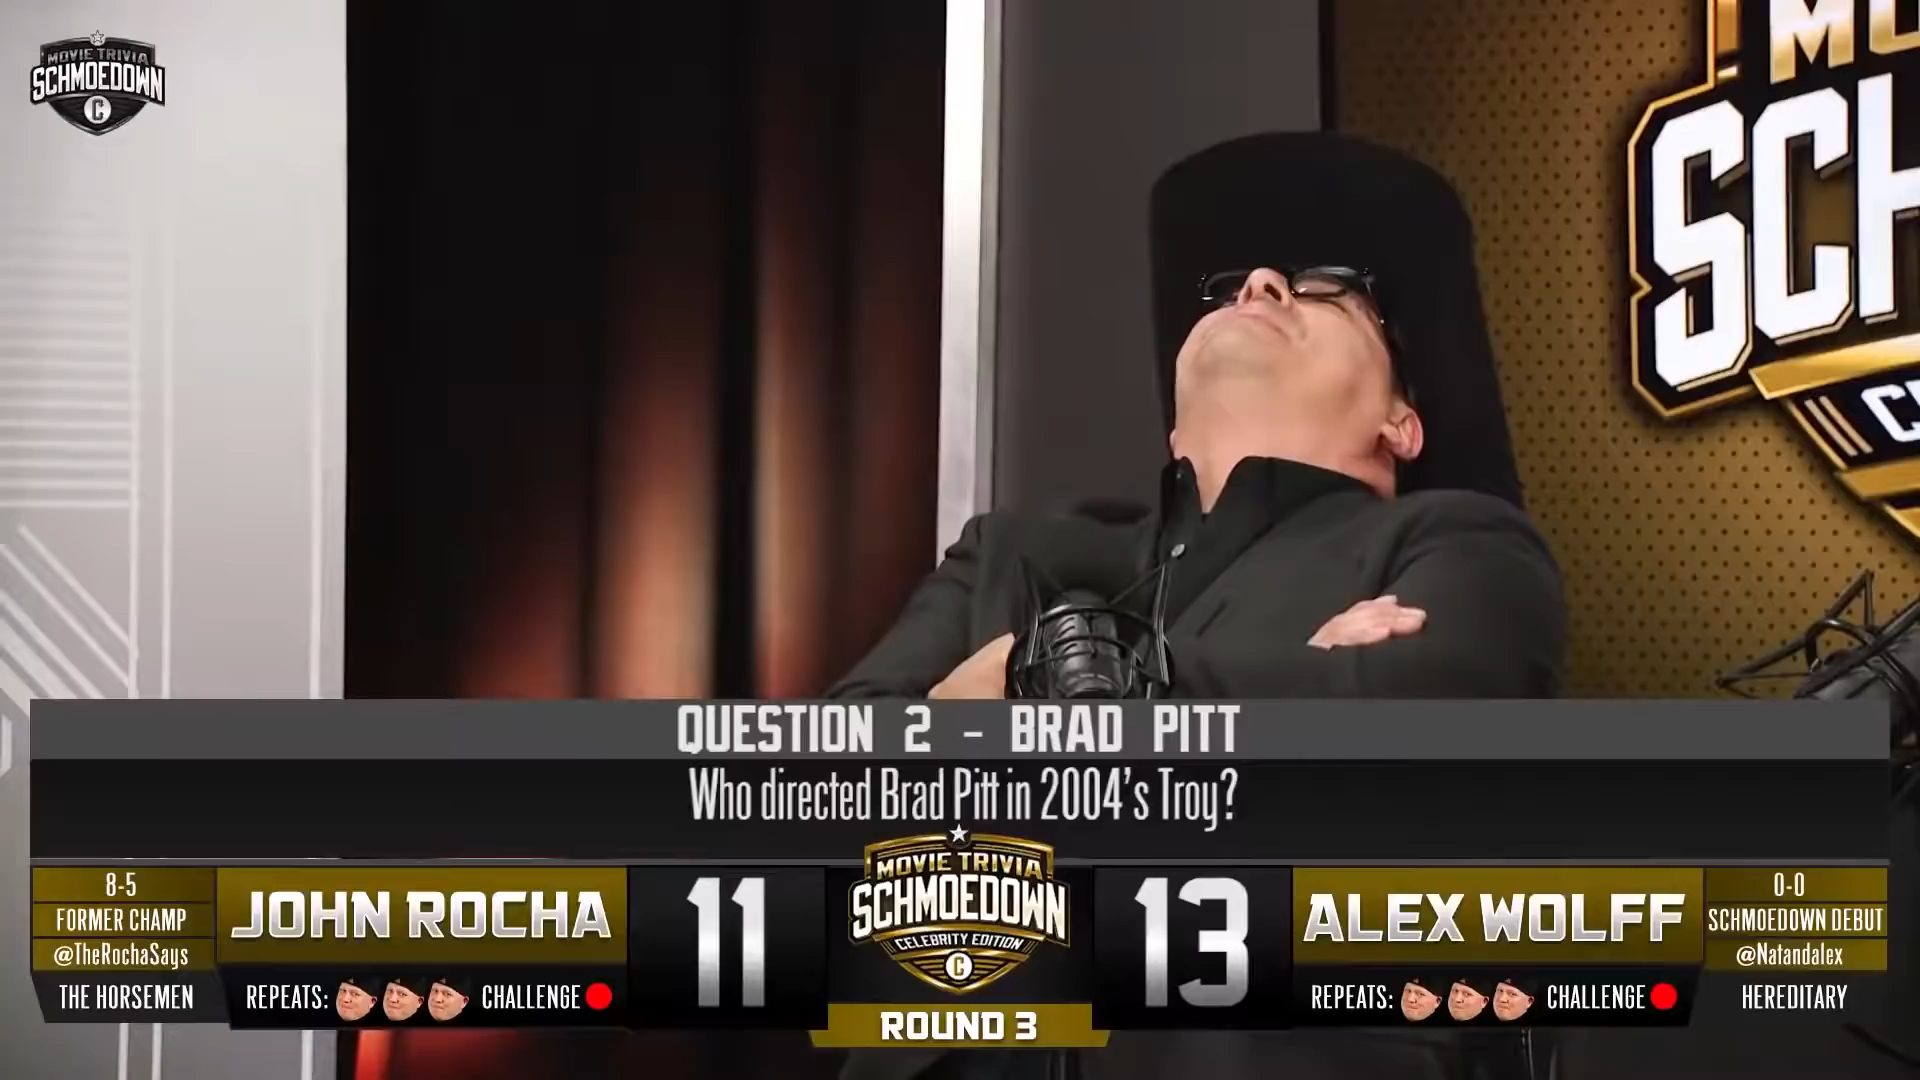 MOVIE TRIVIA
SCHMOEDOWN
C
SCH
QUESTION 2 - BRAD PITT
Who directed Brad Pitt in 2004's Troy?
8-5
FORMER CHAMP
@TheRochaSays
THE HORSEMEN
JOHN ROCHA
REPEATS:
CHALLENGE
11
MOVIE TRIVIA
SCHMOEDOWN
CELEBRITY EDITION
C
ROUND 3
13
ALEX WOLFF
REPEATS:
CHALLENGE
0-0
SCHMOEDOWN DEBUT
@Natandalex
HEREDITARY